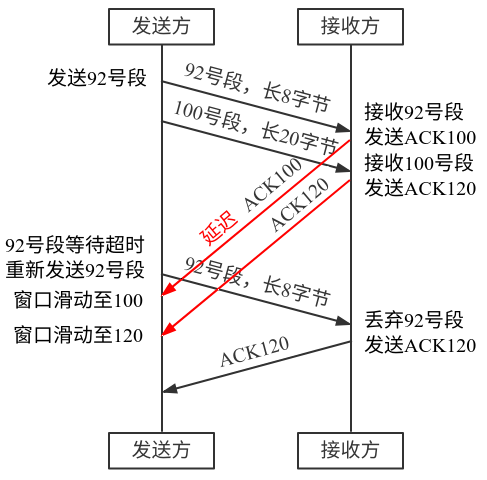 发送方
接收方
发送92号段
92号段，长8字节
100号段，长20字节
接收92号段
发送ACK100
接收100号段
发送ACK120
延迟 ACK100
ACK120
92号段等待超时
重新发送92号段
92号段，长8字节
窗口滑动至100
窗口滑动至120
丢弃92号段
发送ACK120
ACK120
发送方
接收方